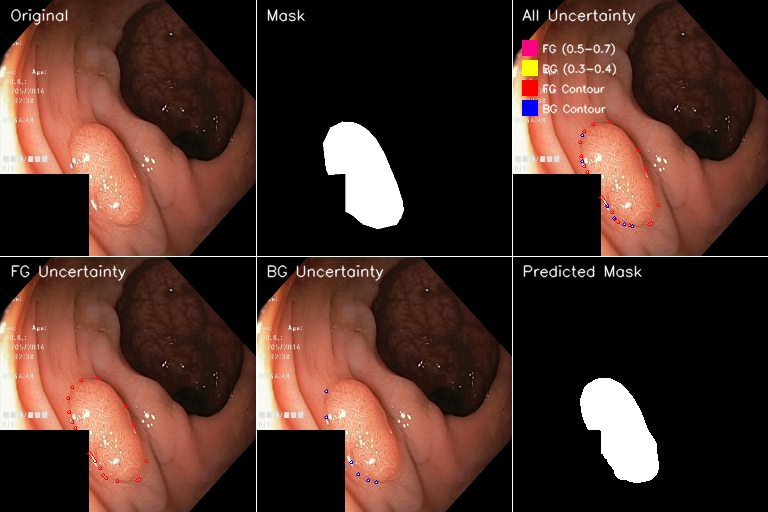 Original
Mask
All Uncertainty
FG (0.5-0.7)
BG (0.3-0.4)
FG Contour
BG Contour
FG Uncertainty
BG Uncertainty
Predicted Mask